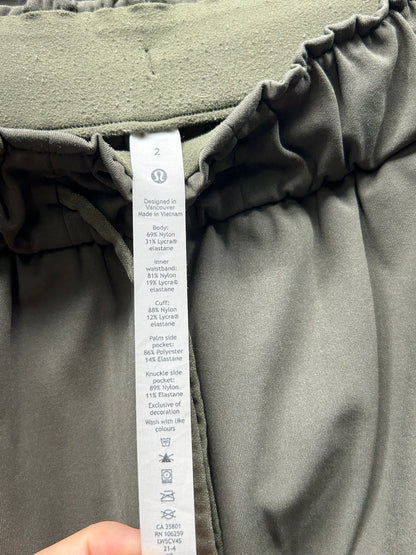 2
Designed in
Vancouver
Made in Vietnam
Body:
69% Nylon
31% Lycra®
elastane
Inner
waistband:
81% Nylon
19% Lycra®
elastane
Cuff:
88% Nylon
12% Lycra®
elastane
Palm side
pocket:
86% Polyester
14% Elastane
Knuckle side
pocket:
89% Nylon
11% Elastane
Exclusive of
decoration
Wash with like
colours
CA 35801
RN 106259
LW5CV4S
21-4